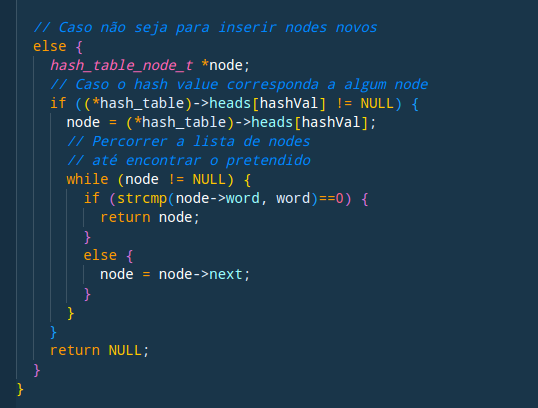 // Caso não seja para inserir nodes novos
else {
hash_table_node_t *node;
// Caso o hash value corresponda a algum node
if ((*hash_table)->heads[hashVal] != NULL) {
node = (*hash_table)->heads[hashVal];
// Percorrer a lista de nodes
// até encontrar o pretendido
while (node != NULL) {
if (strcmp(node->word, word)==0) {
return node;
}
else {
node = node->next;
}
}
}
return NULL;
}
}